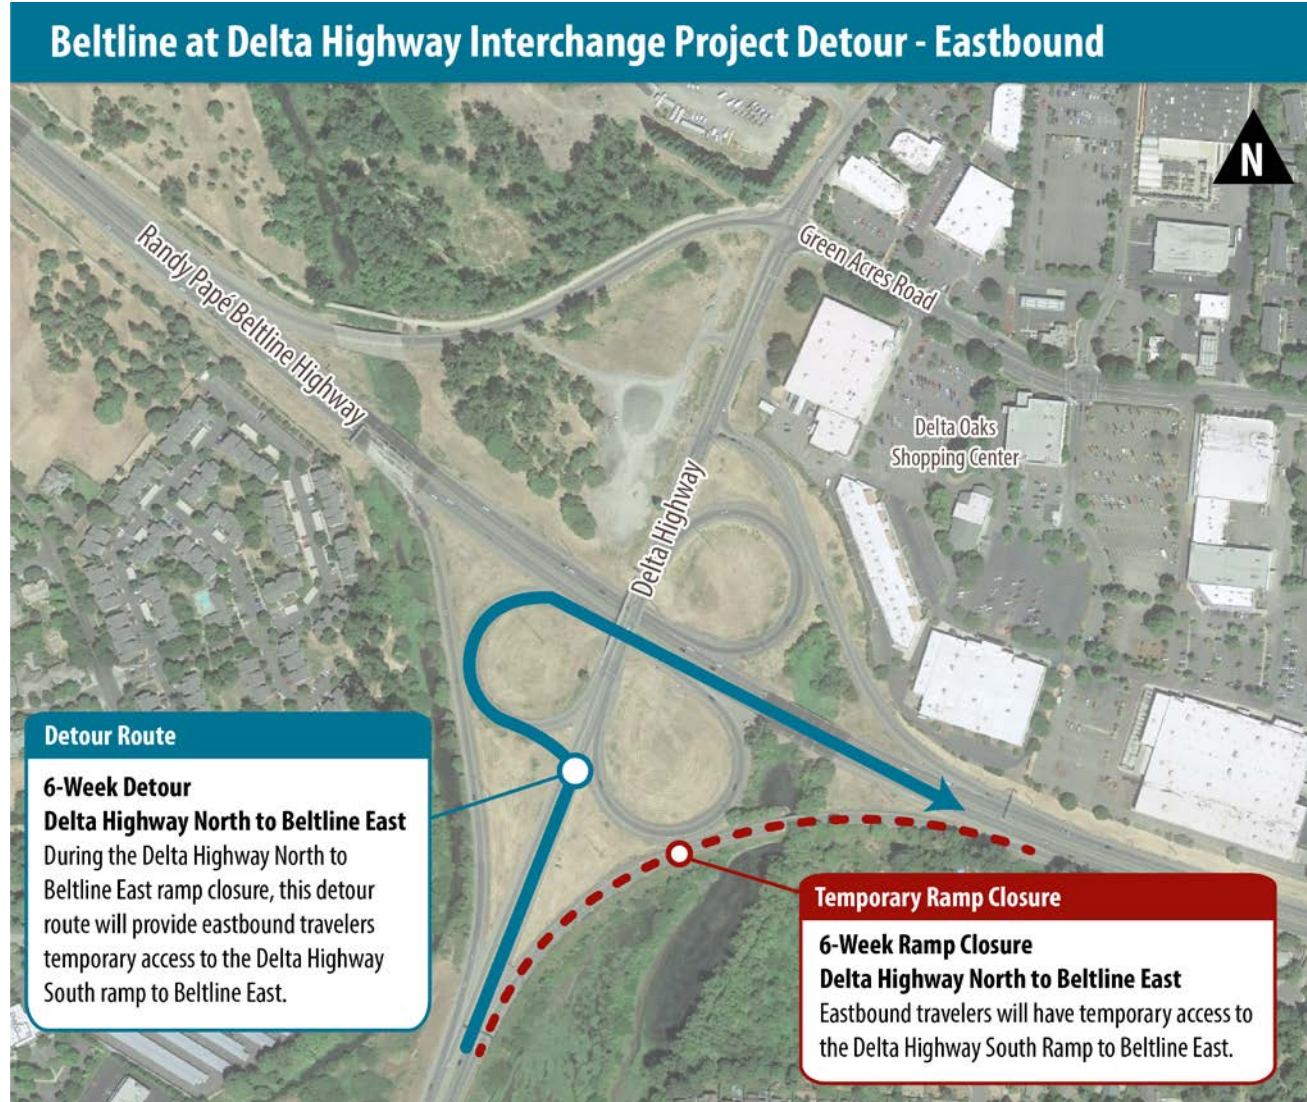 Beltline at Delta Highway Interchange Project Detour - Eastbound
N
Randy Papé Beltline Highway
Green Acres Road
Delta Oaks
Shopping Center
Delta Highway
Detour Route
6-Week Detour
Delta Highway North to Beltline East
During the Delta Highway North to
Beltline East ramp closure, this detour
route will provide eastbound travelers
temporary access to the Delta Highway
South ramp to Beltline East.
Temporary Ramp Closure
6-Week Ramp Closure
Delta Highway North to Beltline East
Eastbound travelers will have temporary access to
the Delta Highway South Ramp to Beltline East.